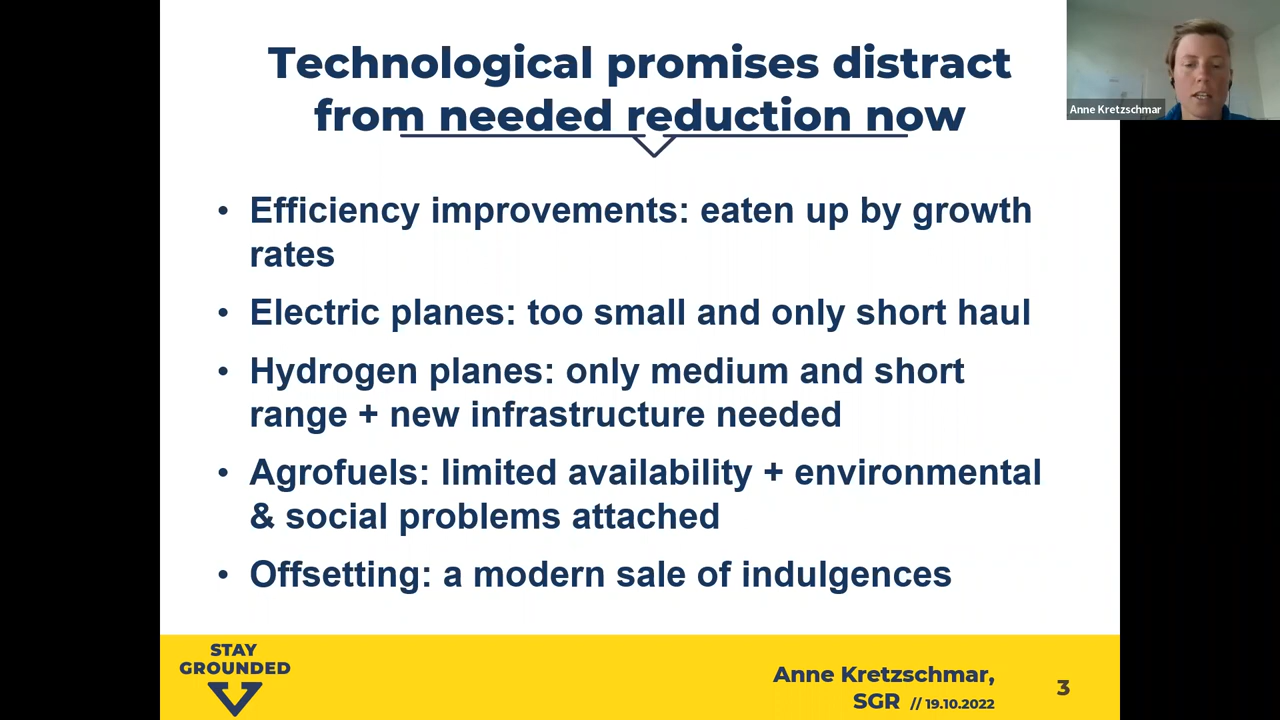 Technological promises distract
from needed reduction now
Anne Kretzschmar
• Efficiency improvements: eaten up by growth
rates
• Electric planes: too small and only short haul
• Hydrogen planes: only medium and short
range + new infrastructure needed
• Agrofuels: limited availability + environmental
& social problems attached
• Offsetting: a modern sale of indulgences
STAY
GROUNDED
Anne Kretzschmar,
SGR // 19.10.2022
3